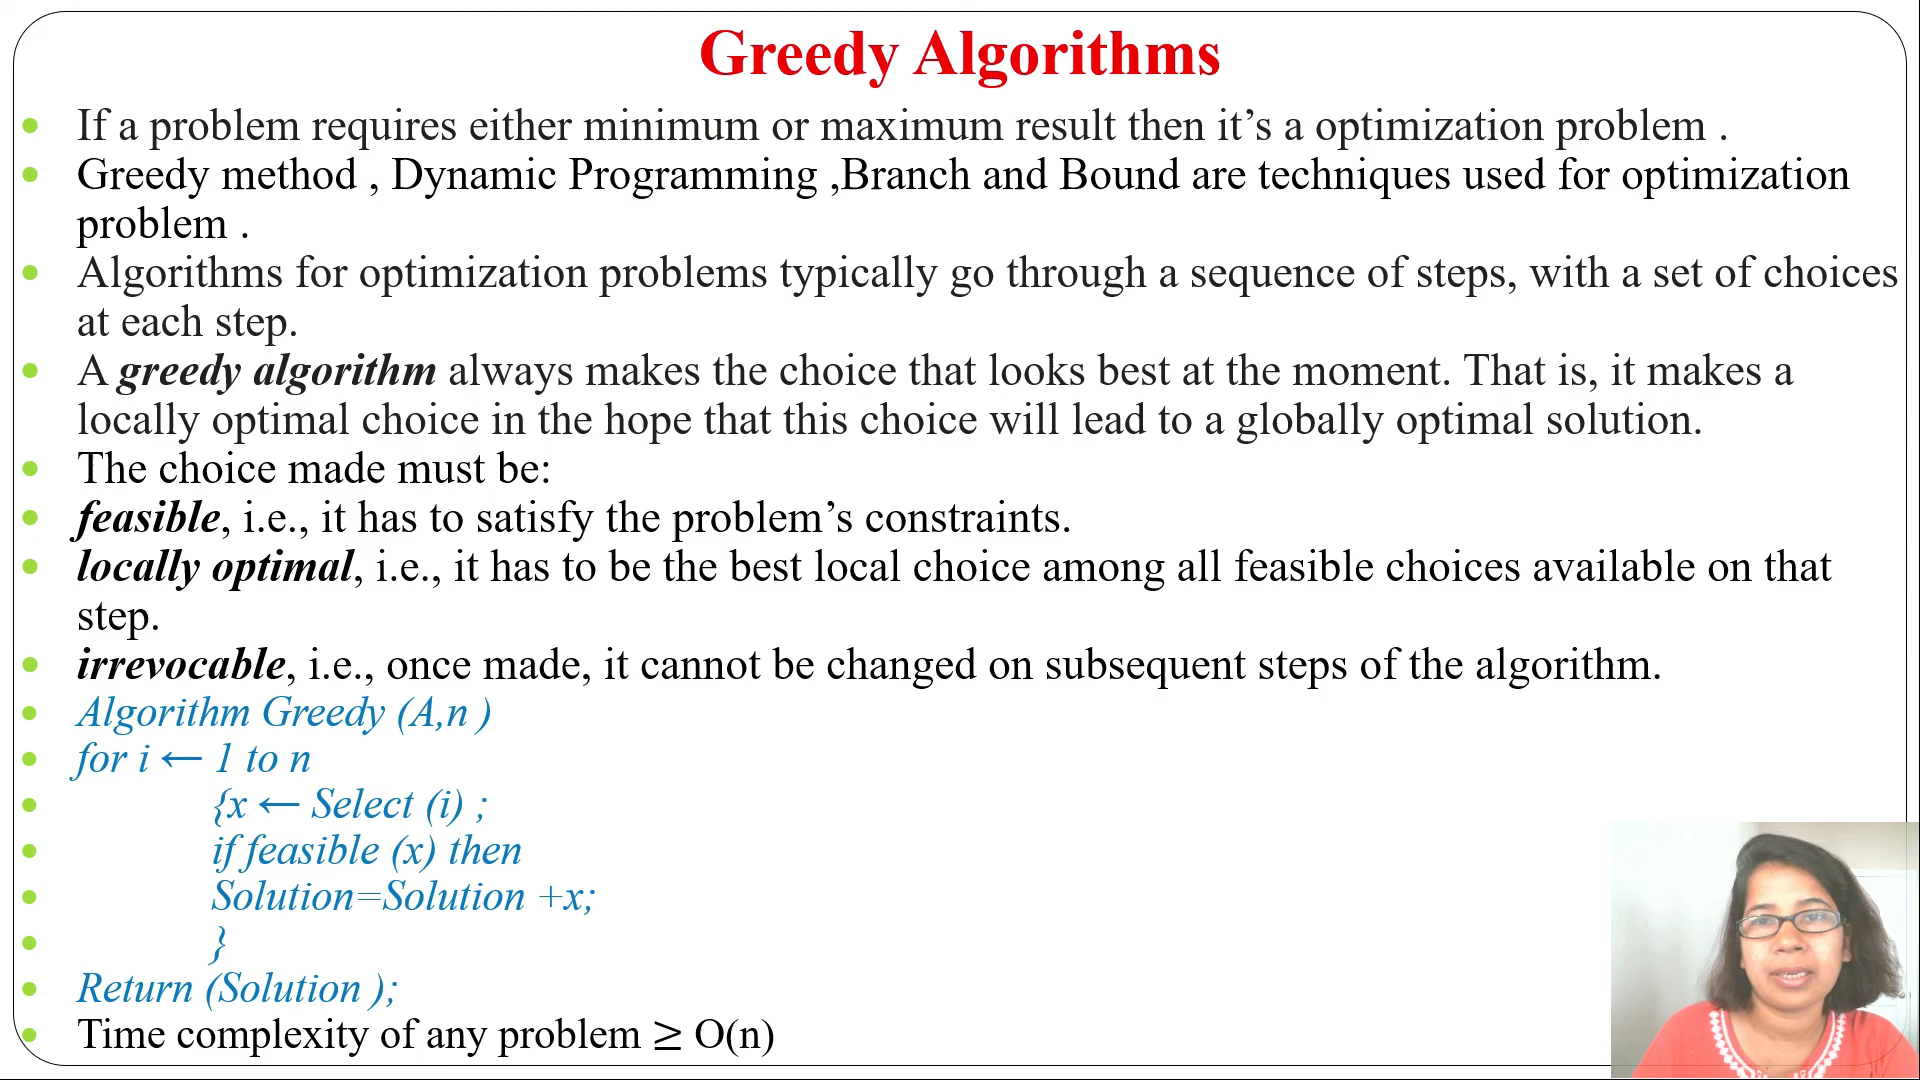 Greedy Algorithms
If a problem requires either minimum or maximum result then it’s a optimization problem .
Greedy method , Dynamic Programming ,Branch and Bound are techniques used for optimization
problem .
Algorithms for optimization problems typically go through a sequence of steps, with a set of choices
at each step.
A greedy algorithm always makes the choice that looks best at the moment. That is, it makes a
locally optimal choice in the hope that this choice will lead to a globally optimal solution.
The choice made must be:
feasible, i.e., it has to satisfy the problem’s constraints.
locally optimal, i.e., it has to be the best local choice among all feasible choices available on that
step.
irrevocable, i.e., once made, it cannot be changed on subsequent steps of the algorithm.
Algorithm Greedy (A,n )
for i ← 1 to n
{x ← Select (i) ;
if feasible (x) then
Solution=Solution +x;
}
Return (Solution );
Time complexity of any problem ≥ O(n)